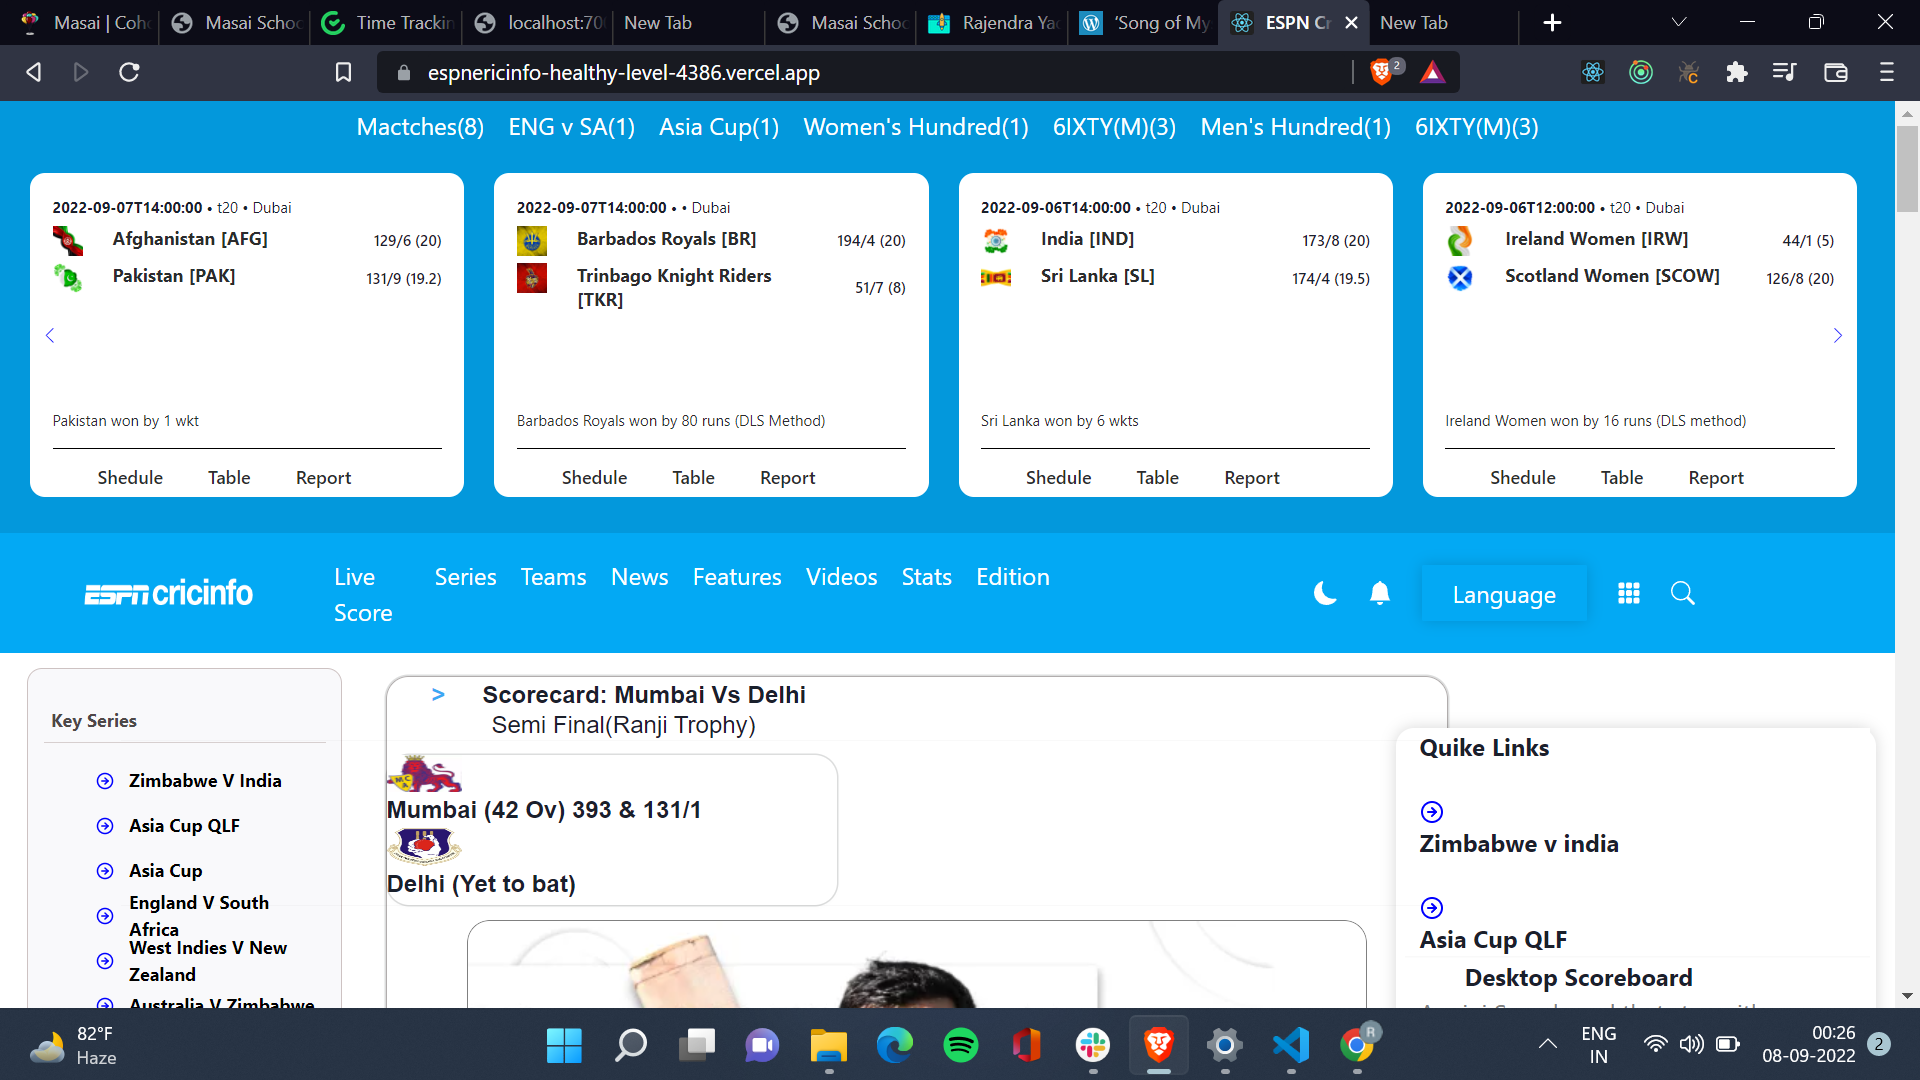 Masai | Coh
Masai Schoo
Time Trackin
localhost:700
New Tab
Masai Schoo
Rajendra Ya
'Song of My
ESPN Cr
New Tab
espnericinfo-healthy-level-4386.vercel.app
2
Mactches(8) ENG v SA(1) Asia Cup(1) Women's Hundred(1) 6IXTY(M)(3) Men's Hundred(1) 6IXTY(M)(3)
2022-09-07T14:00:00 • t20 • Dubai
Afghanistan [AFG] 129/6 (20)
Pakistan [PAK] 131/9 (19.2)
Pakistan won by 1 wkt
Shedule Table Report
2022-09-07T14:00:00 • • Dubai
Barbados Royals [BR] 194/4 (20)
Trinbago Knight Riders
[TKR] 51/7 (8)
Barbados Royals won by 80 runs (DLS Method)
Shedule Table Report
2022-09-06T14:00:00 • t20 • Dubai
India [IND] 173/8 (20)
Sri Lanka [SL] 174/4 (19.5)
Sri Lanka won by 6 wkts
Shedule Table Report
2022-09-06T12:00:00 • t20 • Dubai
Ireland Women [IRW] 44/1 (5)
Scotland Women [SCOW] 126/8 (20)
Ireland Women won by 16 runs (DLS method)
Shedule Table Report
ESPN cricinfo
Live
Score
Series Teams News Features Videos Stats Edition
Language
Key Series
Zimbabwe V India
Asia Cup QLF
Asia Cup
England V South
Africa
West Indies V New
Zealand
Australia V Zimbabwe
> Scorecard: Mumbai Vs Delhi
Semi Final(Ranji Trophy)
Mumbai (42 Ov) 393 & 131/1
Delhi (Yet to bat)
Quike Links
Zimbabwe v india
Asia Cup QLF
Desktop Scoreboard
82°F
Haze
ENG
IN
00:26
08-09-2022
2